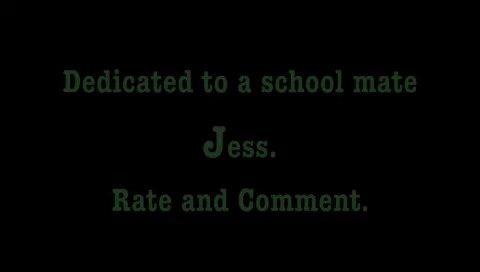 Dedicated to a school mate
Jess.
Rate and Comment.